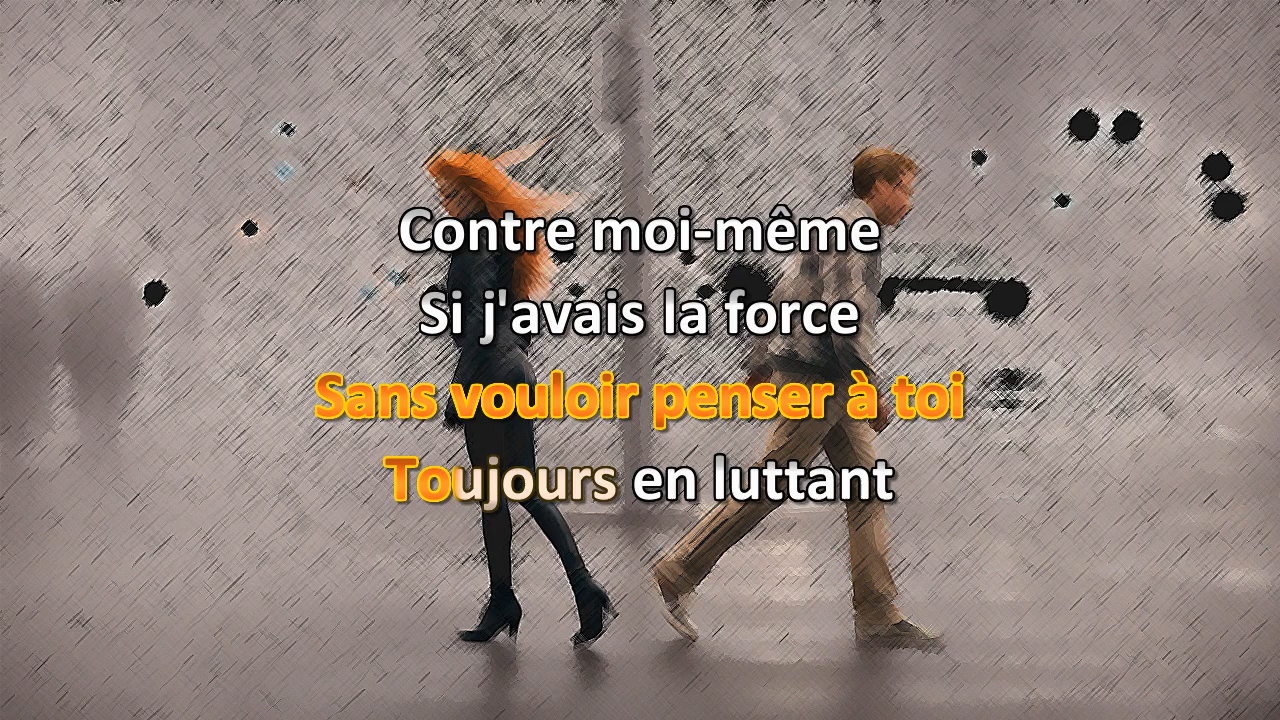 Contre moi-même
Si j'avais la force
Sans vouloir penser à toi
Toujours en luttant